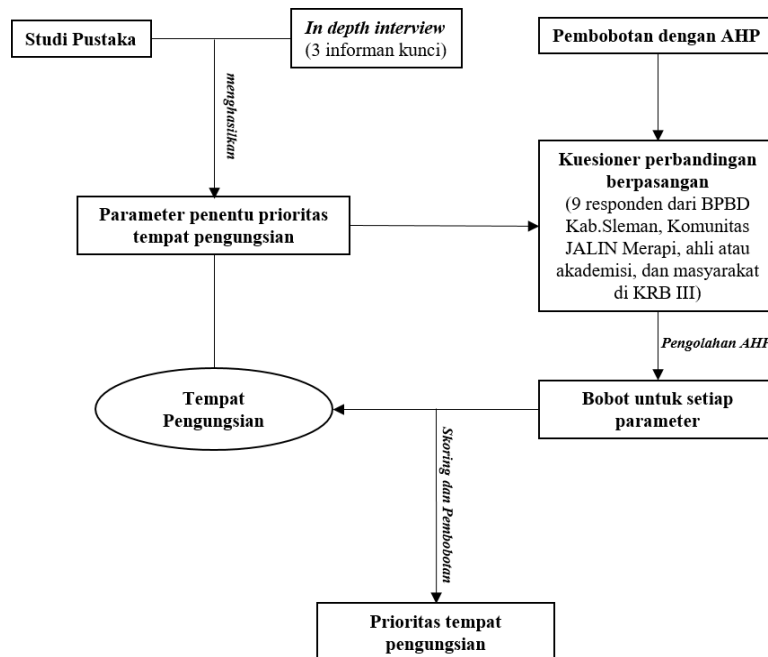 Studi Pustaka
In depth interview
(3 informan kunci)
Pembobotan dengan AHP
menghasilkan
Parameter penentu prioritas
tempat pengungsian
Kuesioner perbandingan
berpasangan
(9 responden dari BPBD
Kab.Sleman, Komunitas
JALIN Merapi, ahli atau
akademisi, dan masyarakat
di KRB III)
Pengolahan AHP
Tempat
Pengungsian
Bobot untuk setiap
parameter
Skoring dan Pembobotan
Prioritas tempat
pengungsian